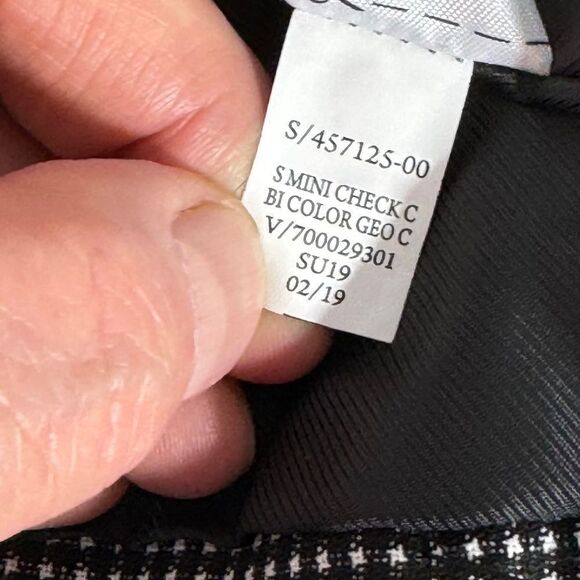 S/457125-00
S MINI CHECK C
BI COLOR GEO C
V/700029301
SU19
02/19